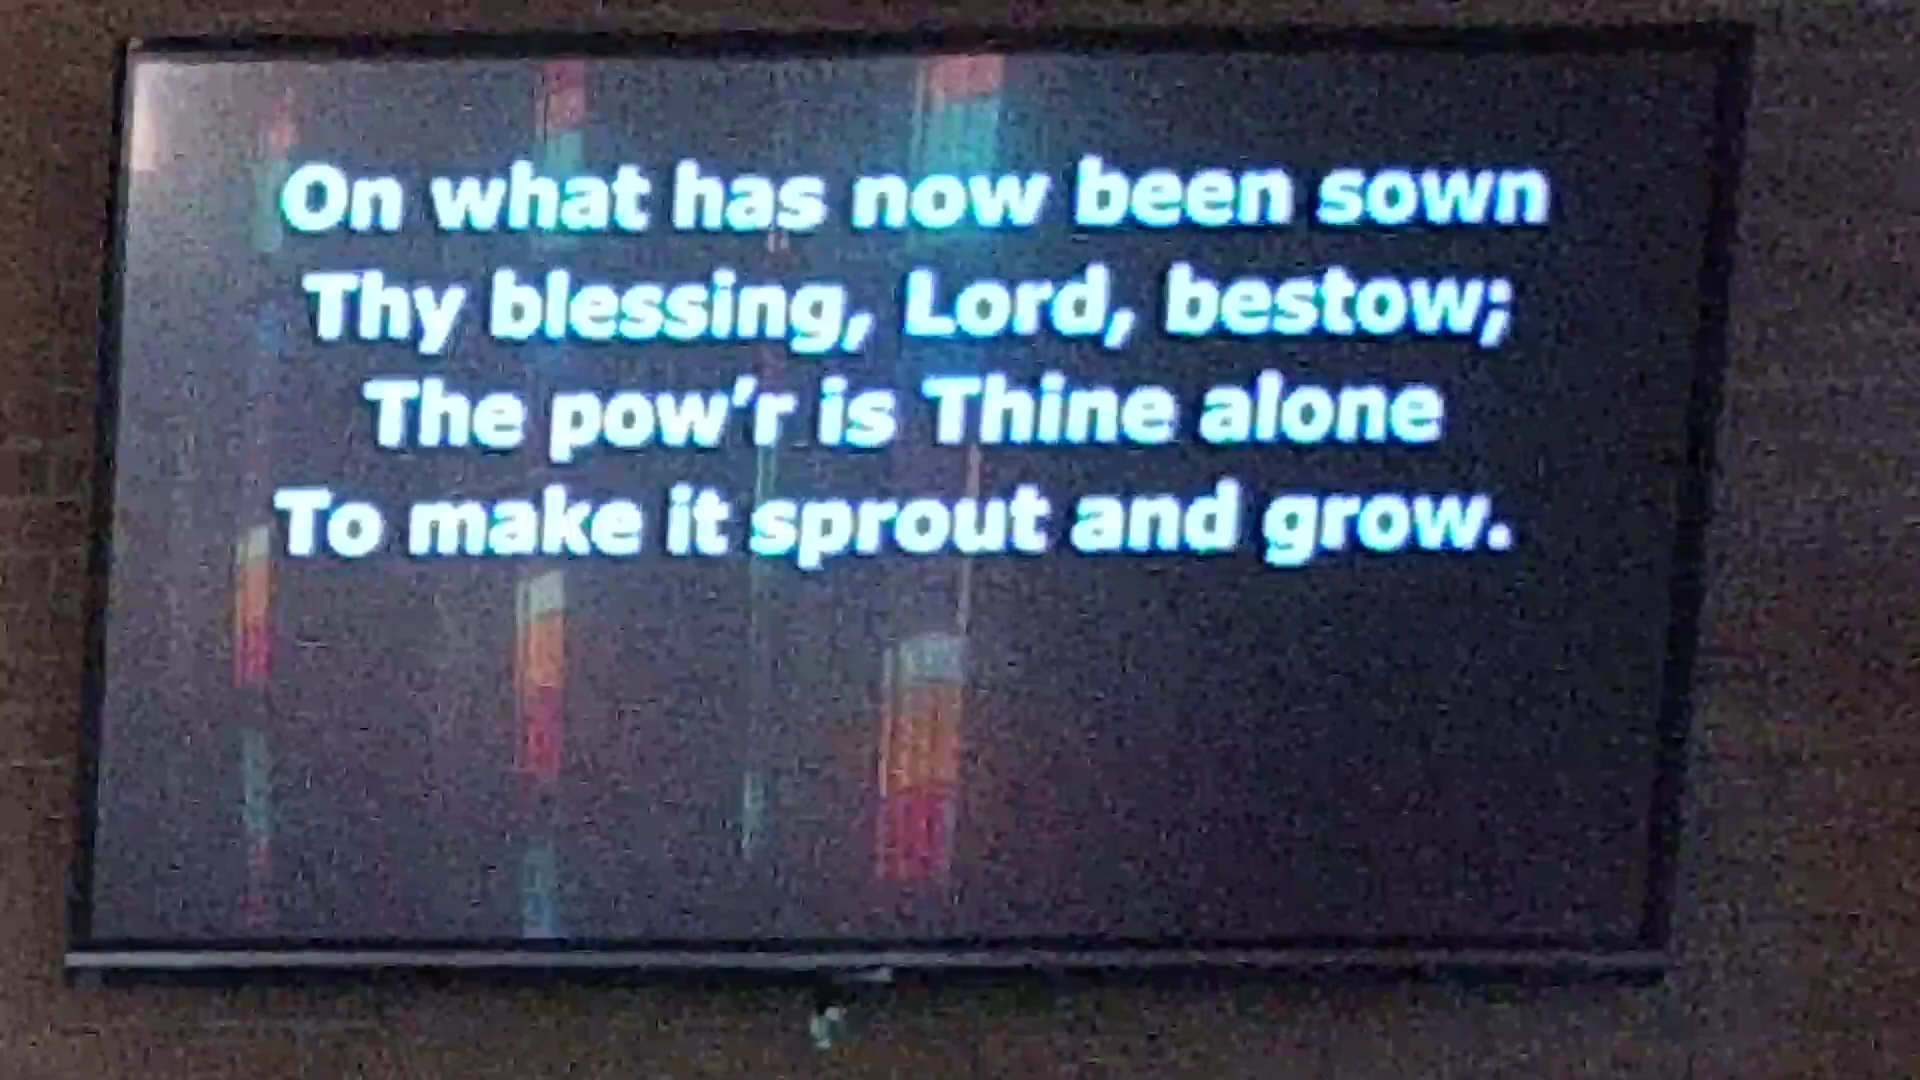 On what has now been sown
Thy blessing, Lord, bestow;
The pow'r is Thine alone
To make it sprout and grow.